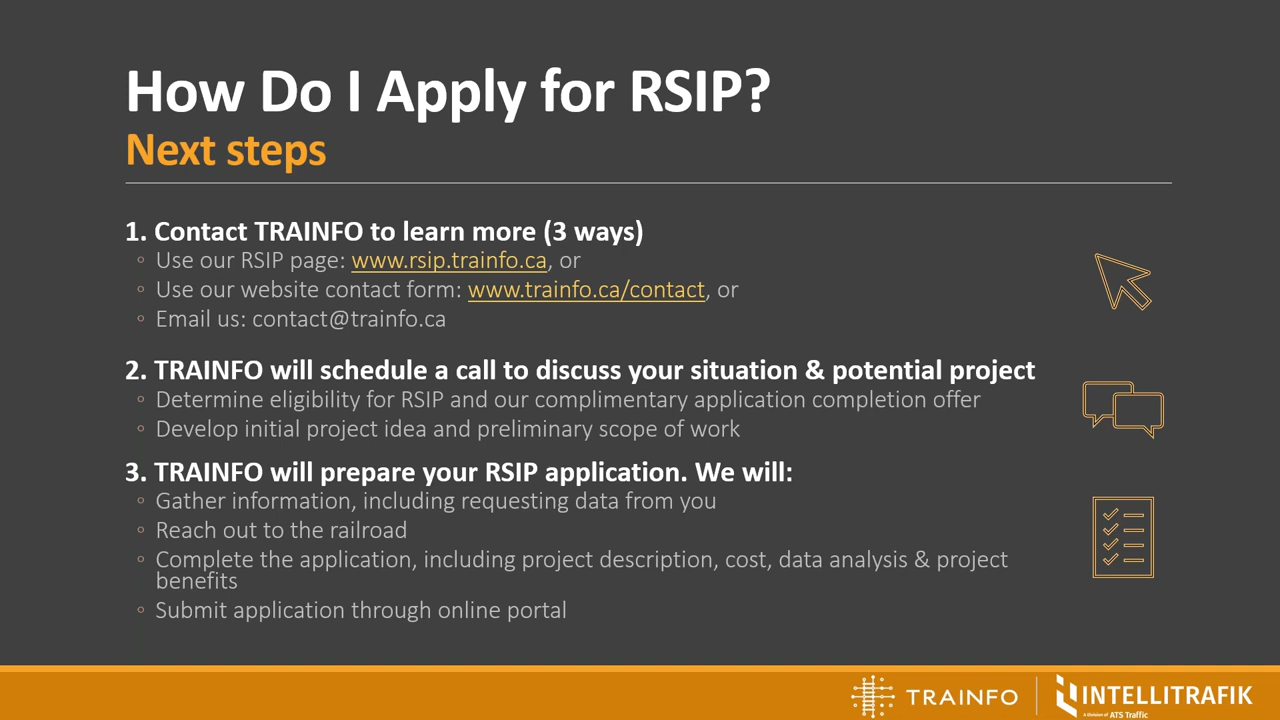 How Do I Apply for RSIP?
Next steps
1. Contact TRAINFO to learn more (3 ways)
◦ Use our RSIP page: www.rsip.trainfo.ca, or
◦ Use our website contact form: www.trainfo.ca/contact, or
◦ Email us: contact@trainfo.ca
2. TRAINFO will schedule a call to discuss your situation & potential project
◦ Determine eligibility for RSIP and our complimentary application completion offer
◦ Develop initial project idea and preliminary scope of work
3. TRAINFO will prepare your RSIP application. We will:
◦ Gather information, including requesting data from you
◦ Reach out to the railroad
◦ Complete the application, including project description, cost, data analysis & project
benefits
◦ Submit application through online portal
TRAINFO
INTELLITRAFIK
A Division of ATS Traffic